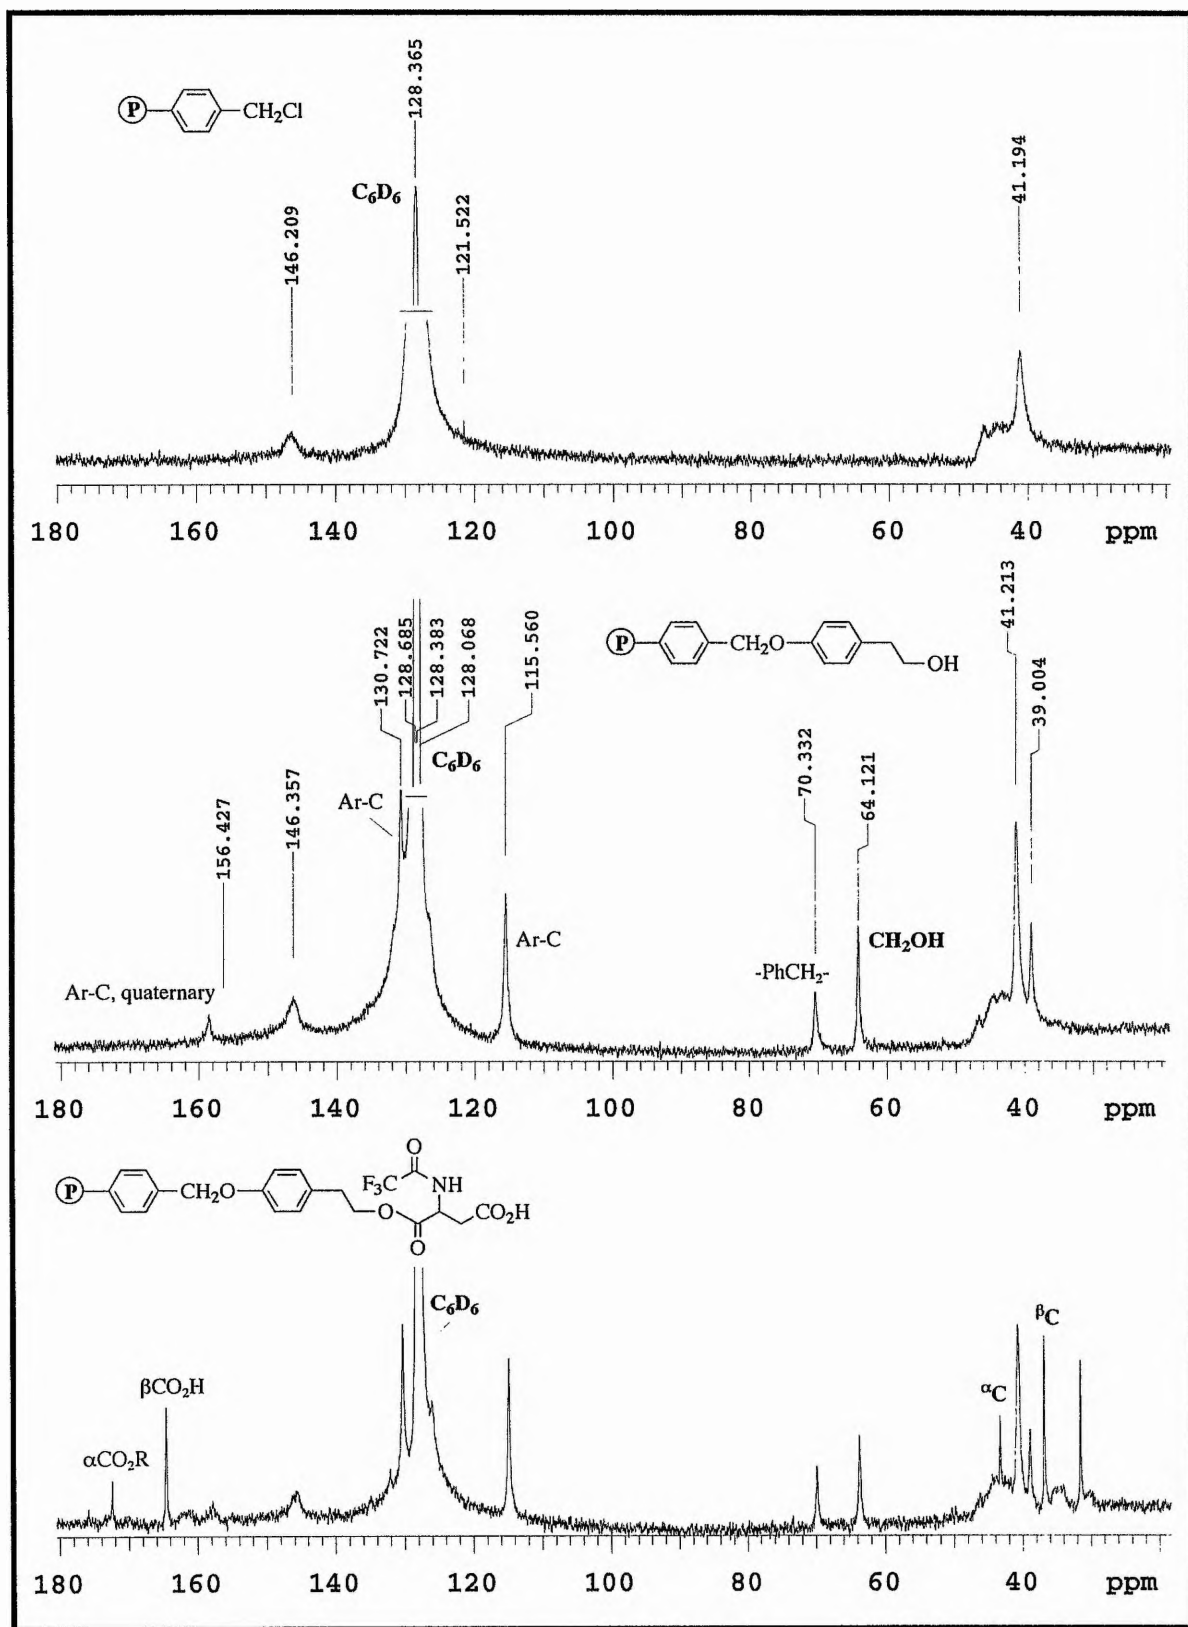 128.365
P
CH₂Cl
C₆D₆
146.209
121.522
41.194
180 160 140 120 100 80 60 40 ppm
156.427
146.357
130.722
128.685
128.383
128.068
115.560
P
CH₂O
OH
70.332
64.121
41.213
39.004
C₆D₆
Ar-C
Ar-C
-PhCH₂-
CH₂OH
Ar-C, quaternary
180 160 140 120 100 80 60 40 ppm
P
CH₂O
O
F₃C
NH
O
CO₂H
O
C₆D₆
βCO₂H
αCO₂R
αC
βC
180 160 140 120 100 80 60 40 ppm